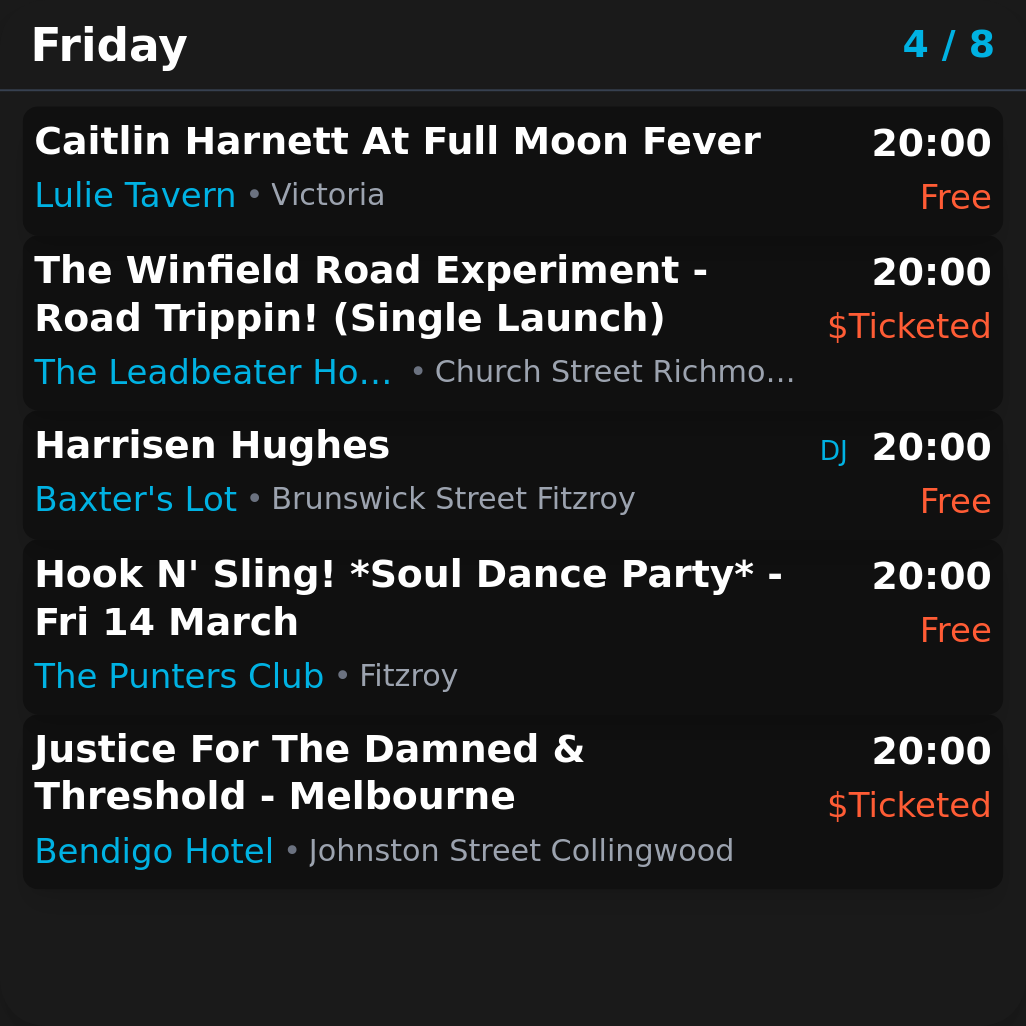 Friday 4 / 8
Caitlin Harnett At Full Moon Fever 20:00
Lulie Tavern • Victoria Free
The Winfield Road Experiment - 20:00
Road Trippin! (Single Launch) $Ticketed
The Leadbeater Ho… • Church Street Richmo…
Harrisen Hughes DJ 20:00
Baxter's Lot • Brunswick Street Fitzroy Free
Hook N' Sling! *Soul Dance Party* - 20:00
Fri 14 March Free
The Punters Club • Fitzroy
Justice For The Damned & 20:00
Threshold - Melbourne $Ticketed
Bendigo Hotel • Johnston Street Collingwood